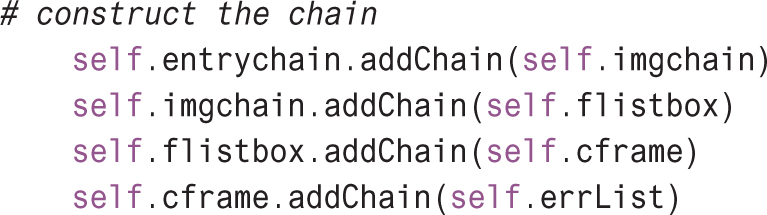 # construct the chain
    self.entrychain.addChain(self.imgchain)
    self.imgchain.addChain(self.flistbox)
    self.flistbox.addChain(self.cframe)
    self.cframe.addChain(self.errList)